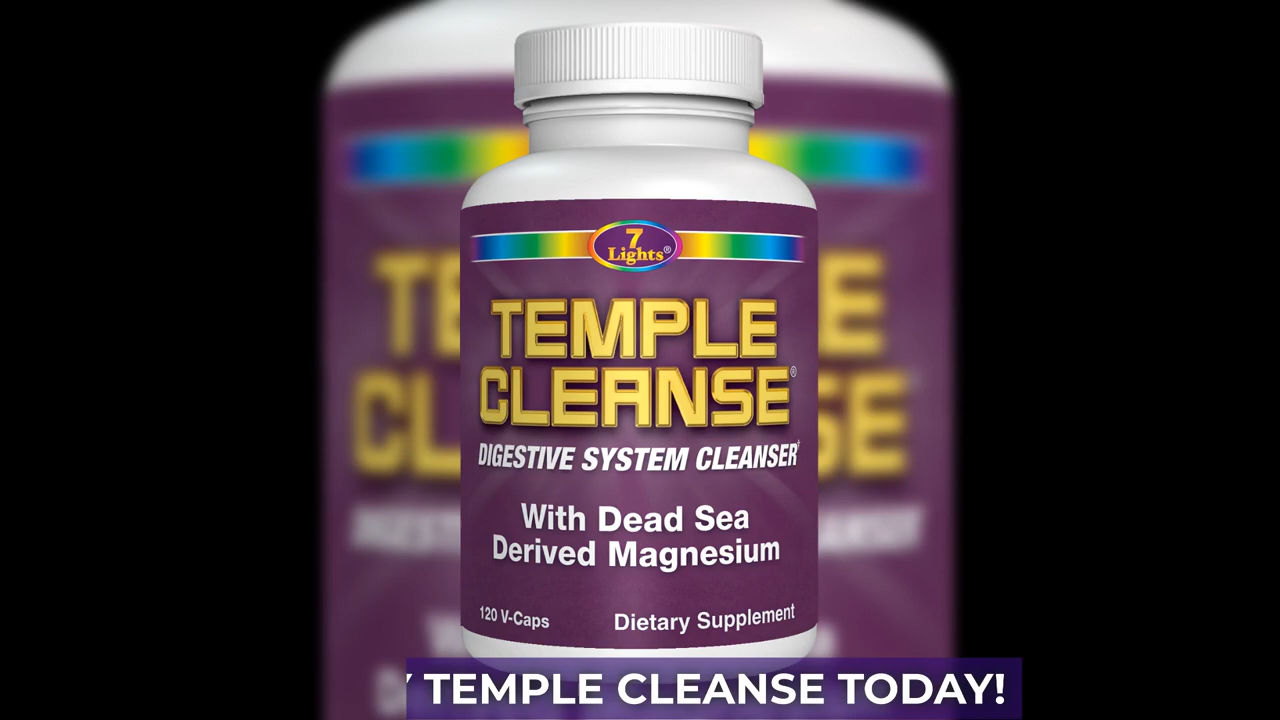 7
Lights®
TEMPLE
CLEANSE®
DIGESTIVE SYSTEM CLEANSER†
With Dead Sea
Derived Magnesium
120 V-Caps
Dietary Supplement
TEMPLE CLEANSE TODAY!